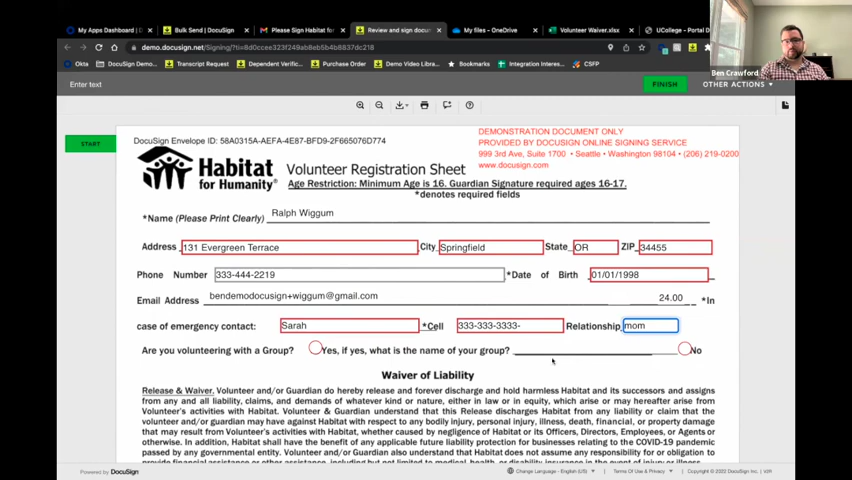 My Apps Dashboard |
Bulk Send | DocuSign
Please Sign Habitat f
Review and sign docum
My files - OneDrive
Volunteer Waiver.xlsx
UCollege - Portal D
demo.docusign.net/Signing/?ti=8d0ccee323f249ab8eb5b4b8837dc218
Okta
DocuSign Demo...
Transcript Request
Dependent Verific...
Demo Video Libra...
Bookmarks
Integration Interes...
CSFP
Ben Crawford
Enter text
FINISH
OTHER ACTIONS
START
DocuSign Envelope ID: 58A0315A-AEFA-4E87-BFD9-2F665076D774
DEMONSTRATION DOCUMENT ONLY
PROVIDED BY DOCUSIGN ONLINE SIGNING SERVICE
999 3rd Ave, Suite 1700 • Seattle • Washington 98104 • (206) 219-0200
www.docusign.com
Habitat for Humanity®
Volunteer Registration Sheet
Age Restriction: Minimum Age is 16. Guardian Signature required ages 16-17.
*denotes required fields
*Name (Please Print Clearly) Ralph Wiggum
Address 131 Evergreen Terrace City Springfield State OR ZIP 34455
Phone Number 333-444-2219 *Date of Birth 01/01/1998
Email Address bendemodocusign+wiggum@gmail.com 24.00 *In
case of emergency contact: Sarah *Cell 333-333-3333- Relationship mom
Are you volunteering with a Group? Yes, if yes, what is the name of your group? No
Waiver of Liability
Release & Waiver. Volunteer and/or Guardian do hereby release and forever discharge and hold harmless Habitat and its successors and assigns
from any and all liability, claims, and demands of whatever kind or nature, either in law or in equity, which arise or may hereafter arise from
Volunteer's activities with Habitat. Volunteer & Guardian understand that this Release discharges Habitat from any liability or claim that the
volunteer and/or guardian may have against Habitat with respect to any bodily injury, personal injury, illness, death, financial, or property damage
that may result from Volunteer's activities, whether caused by negligence of Habitat or its Officers, Directors, Employees, or Agents or
otherwise. In addition, Habitat shall have the benefit of any applicable future liability protection for businesses relating to the COVID-19 pandemic
passed by any governmental entity. Volunteer and/or Guardian also understand that Habitat does not assume any responsibility for or obligation
Powered by DocuSign
Change Language - English (US)
Terms Of Use & Privacy
Copyright © 2022 DocuSign Inc.